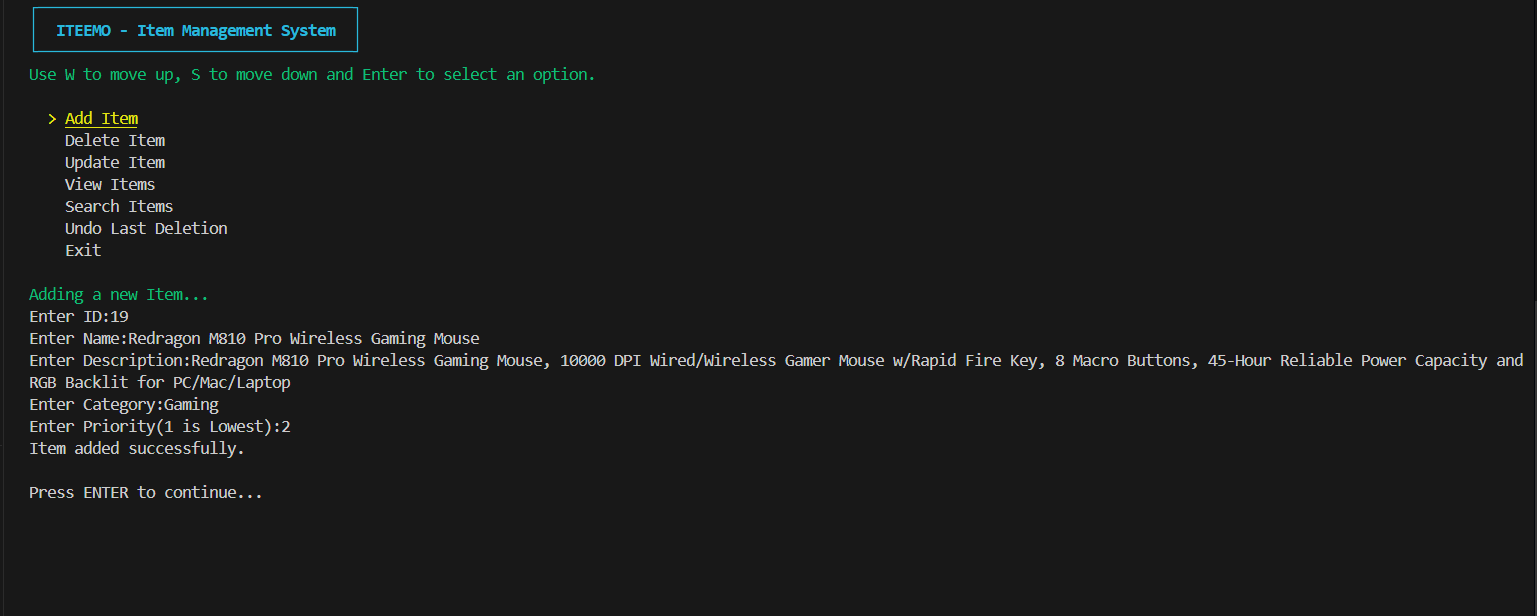 ITEEMO - Item Management System
Use W to move up, S to move down and Enter to select an option.
> Add Item
Delete Item
Update Item
View Items
Search Items
Undo Last Deletion
Exit
Adding a new Item...
Enter ID:19
Enter Name:Redragon M810 Pro Wireless Gaming Mouse
Enter Description:Redragon M810 Pro Wireless Gaming Mouse, 10000 DPI Wired/Wireless Gamer Mouse w/Rapid Fire Key, 8 Macro Buttons, 45-Hour Reliable Power Capacity and
RGB Backlit for PC/Mac/Laptop
Enter Category:Gaming
Enter Priority(1 is Lowest):2
Item added successfully.
Press ENTER to continue...